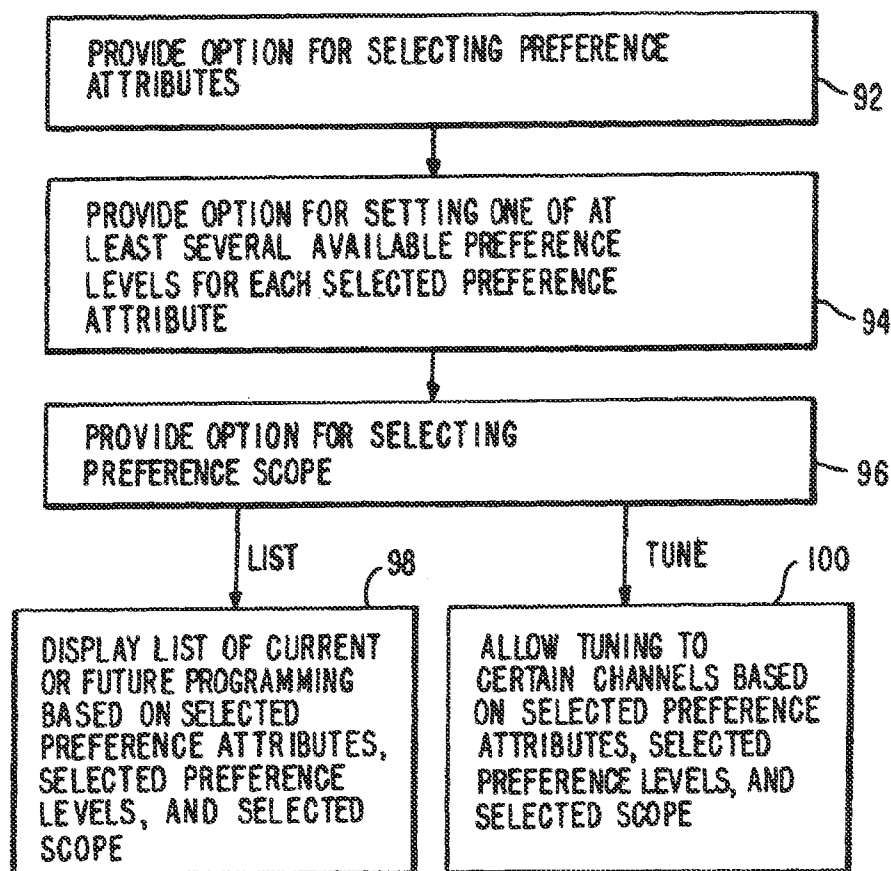 PROVIDE OPTION FOR SELECTING PREFERENCE
ATTRIBUTES
92
PROVIDE OPTION FOR SETTING ONE OF AT
LEAST SEVERAL AVAILABLE PREFERENCE
LEVELS FOR EACH SELECTED PREFERENCE
ATTRIBUTE
94
PROVIDE OPTION FOR SELECTING
PREFERENCE SCOPE
96
LIST
98
TUNE
100
DISPLAY LIST OF CURRENT
OR FUTURE PROGRAMMING
BASED ON SELECTED
PREFERENCE ATTRIBUTES,
SELECTED PREFERENCE
LEVELS, AND SELECTED
SCOPE
ALLOW TUNING TO
CERTAIN CHANNELS BASED
ON SELECTED PREFERENCE
ATTRIBUTES, SELECTED
PREFERENCE LEVELS, AND
SELECTED SCOPE